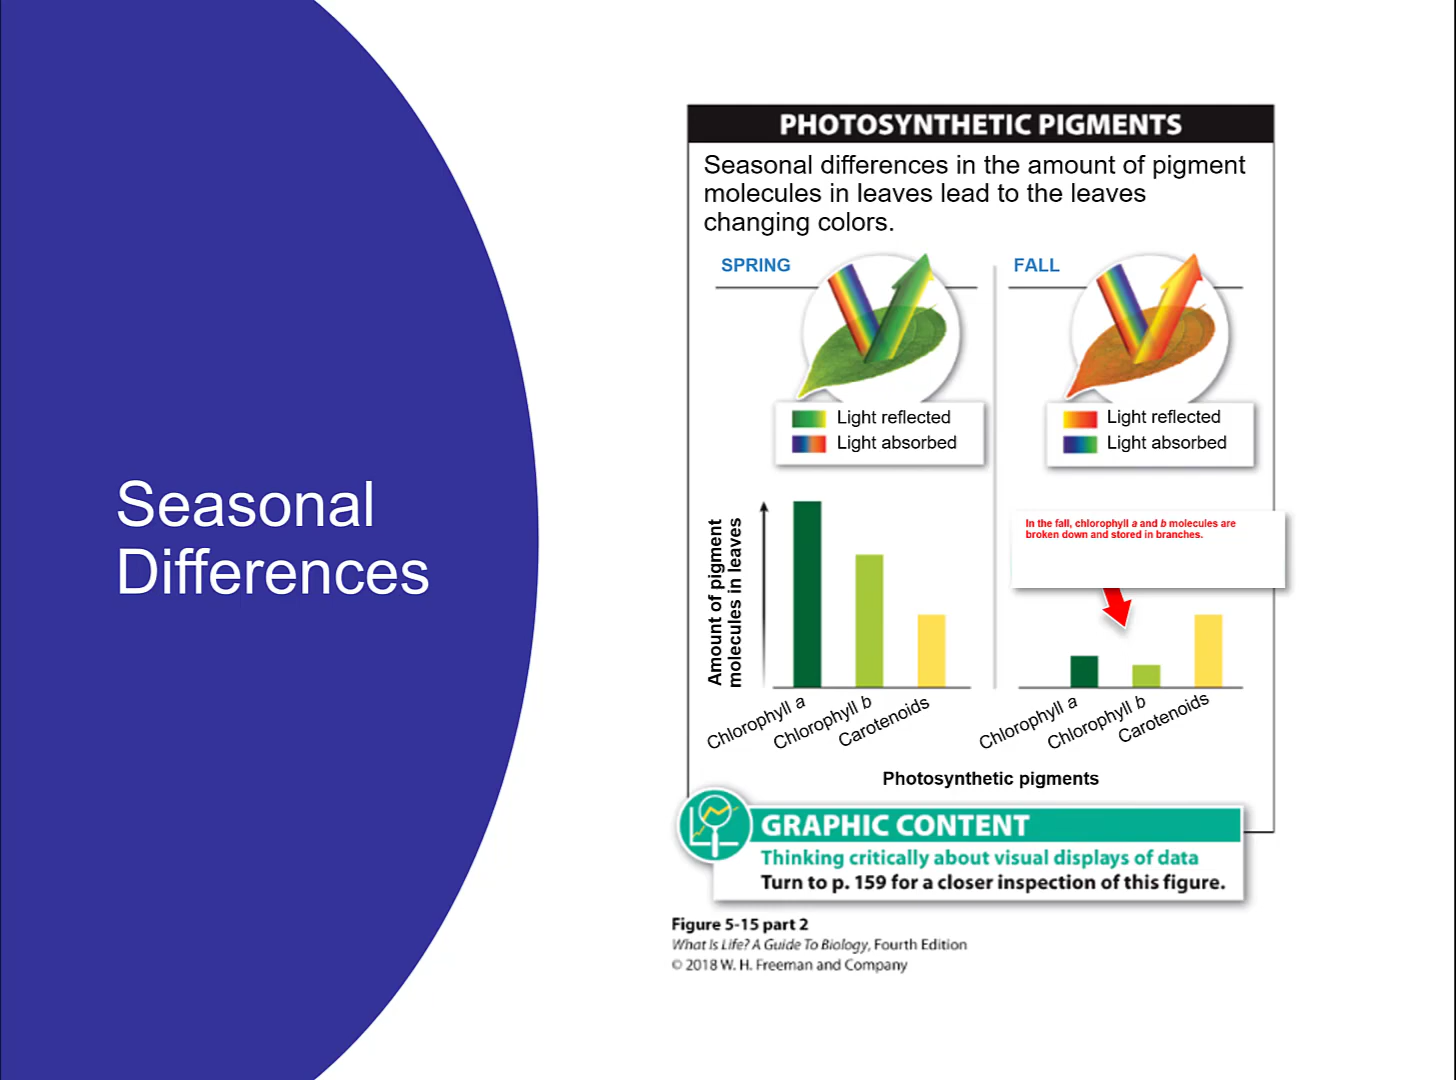 Seasonal
Differences
PHOTOSYNTHETIC PIGMENTS
Seasonal differences in the amount of pigment
molecules in leaves lead to the leaves
changing colors.
SPRING
Light reflected
Light absorbed
FALL
Light reflected
Light absorbed
Amount of pigment
molecules in leaves
Chlorophyll a
Chlorophyll b
Carotenoids
In the fall, chlorophyll a and b molecules are
broken down and stored in branches.
Chlorophyll a
Chlorophyll b
Carotenoids
Photosynthetic pigments
GRAPHIC CONTENT
Thinking critically about visual displays of data
Turn to p. 159 for a closer inspection of this figure.
Figure 5-15 part 2
What Is Life? A Guide To Biology, Fourth Edition
© 2018 W. H. Freeman and Company